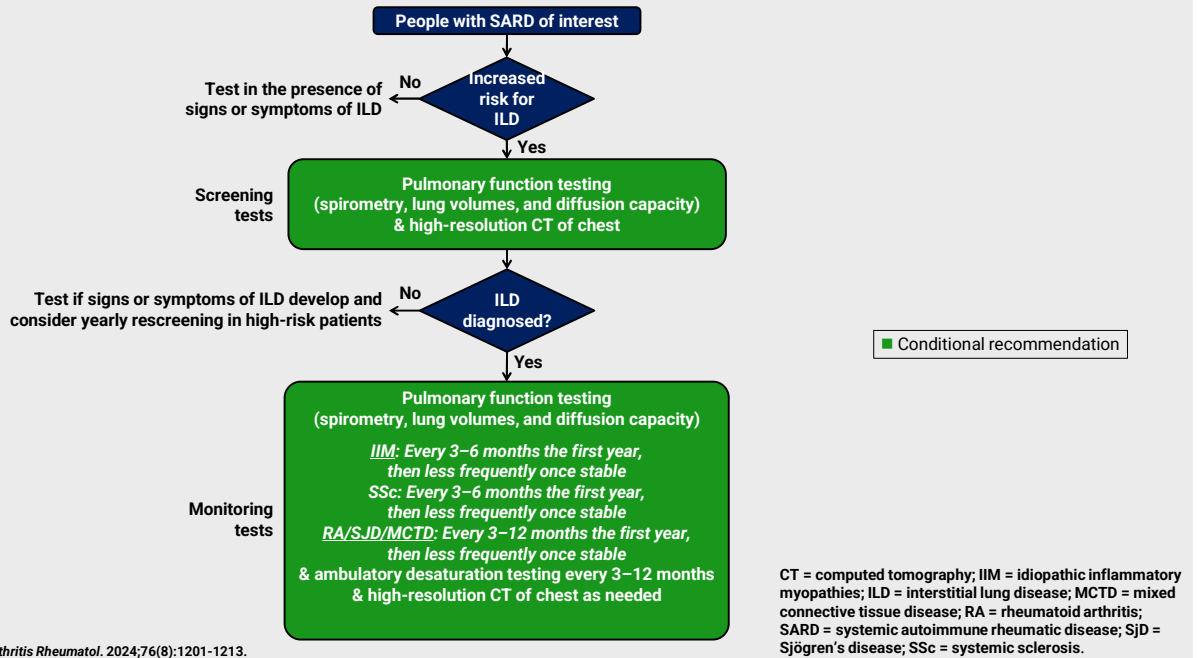 People with SARD of interest
Increased
risk for
ILD
No
Test in the presence of
signs or symptoms of ILD
Yes
Screening
tests
Pulmonary function testing
(spirometry, lung volumes, and diffusion capacity)
& high-resolution CT of chest
ILD
diagnosed?
No
Test if signs or symptoms of ILD develop and
consider yearly rescreening in high-risk patients
Yes
Conditional recommendation
Monitoring
tests
Pulmonary function testing
(spirometry, lung volumes, and diffusion capacity)
IIM: Every 3–6 months the first year,
then less frequently once stable
SSc: Every 3–6 months the first year,
then less frequently once stable
RA/SJD/MCTD: Every 3–12 months the first year,
then less frequently once stable
& ambulatory desaturation testing every 3–12 months
& high-resolution CT of chest as needed
CT = computed tomography; IIM = idiopathic inflammatory
myopathies; ILD = interstitial lung disease; MCTD = mixed
connective tissue disease; RA = rheumatoid arthritis;
SARD = systemic autoimmune rheumatic disease; SjD =
Sjögren's disease; SSc = systemic sclerosis.
thritis Rheumatol. 2024;76(8):1201-1213.